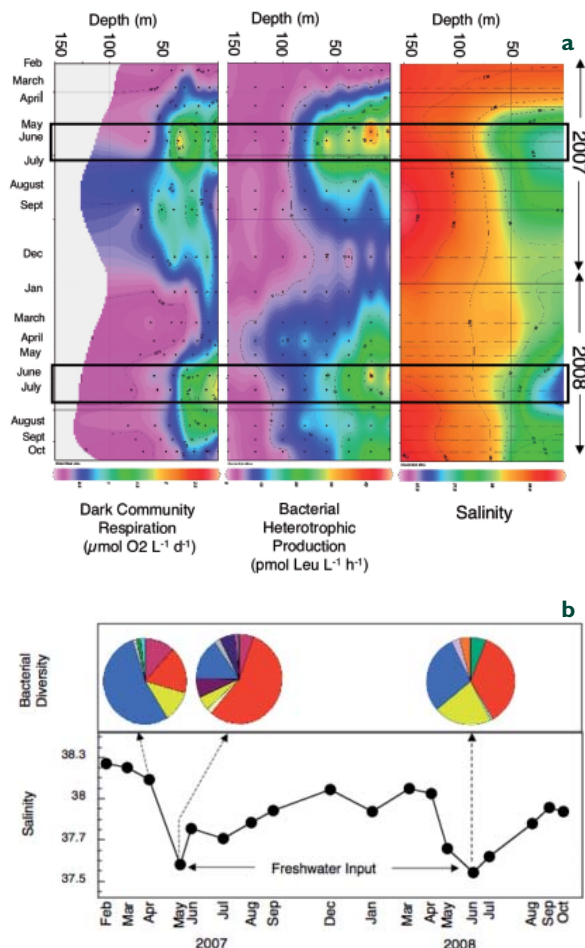 Depth (m)
Depth (m)
Depth (m)
150
100
50
150
100
50
150
100
50
a
Feb
March
April
May
June
July
August
Sept
Dec
Jan
March
April
May
June
July
August
Sept
Oct
2007
2008
Dark Community
Respiration
(µmol O2 L-1 d-1)
Bacterial
Heterotrophic
Production
(pmol Leu L-1 h-1)
Salinity
b
Bacterial
Diversity
Salinity
38.3
38
37.7
37.5
Freshwater Input
Feb
Mar
Apr
May
Jun
Jul
Aug
Sep
Dec
Jan
Mar
Apr
May
Jun
Jul
Aug
Sep
Oct
2007
2008